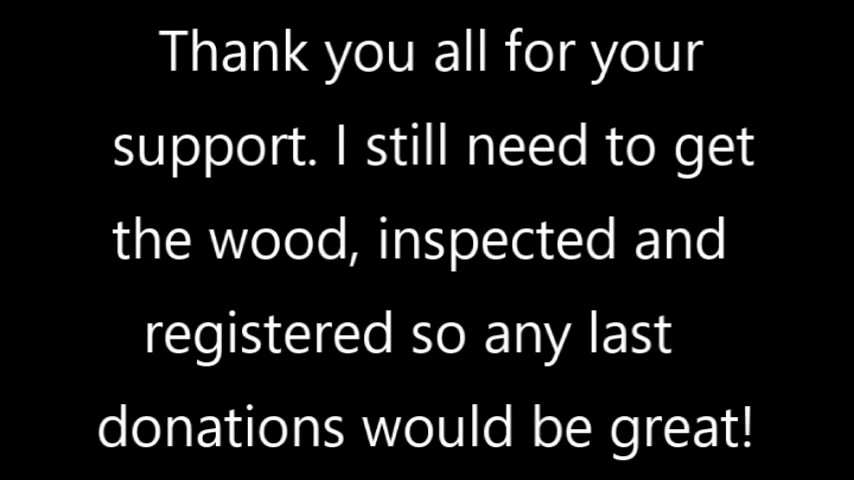 Thank you all for your
support. I still need to get
the wood, inspected and
registered so any last
donations would be great!